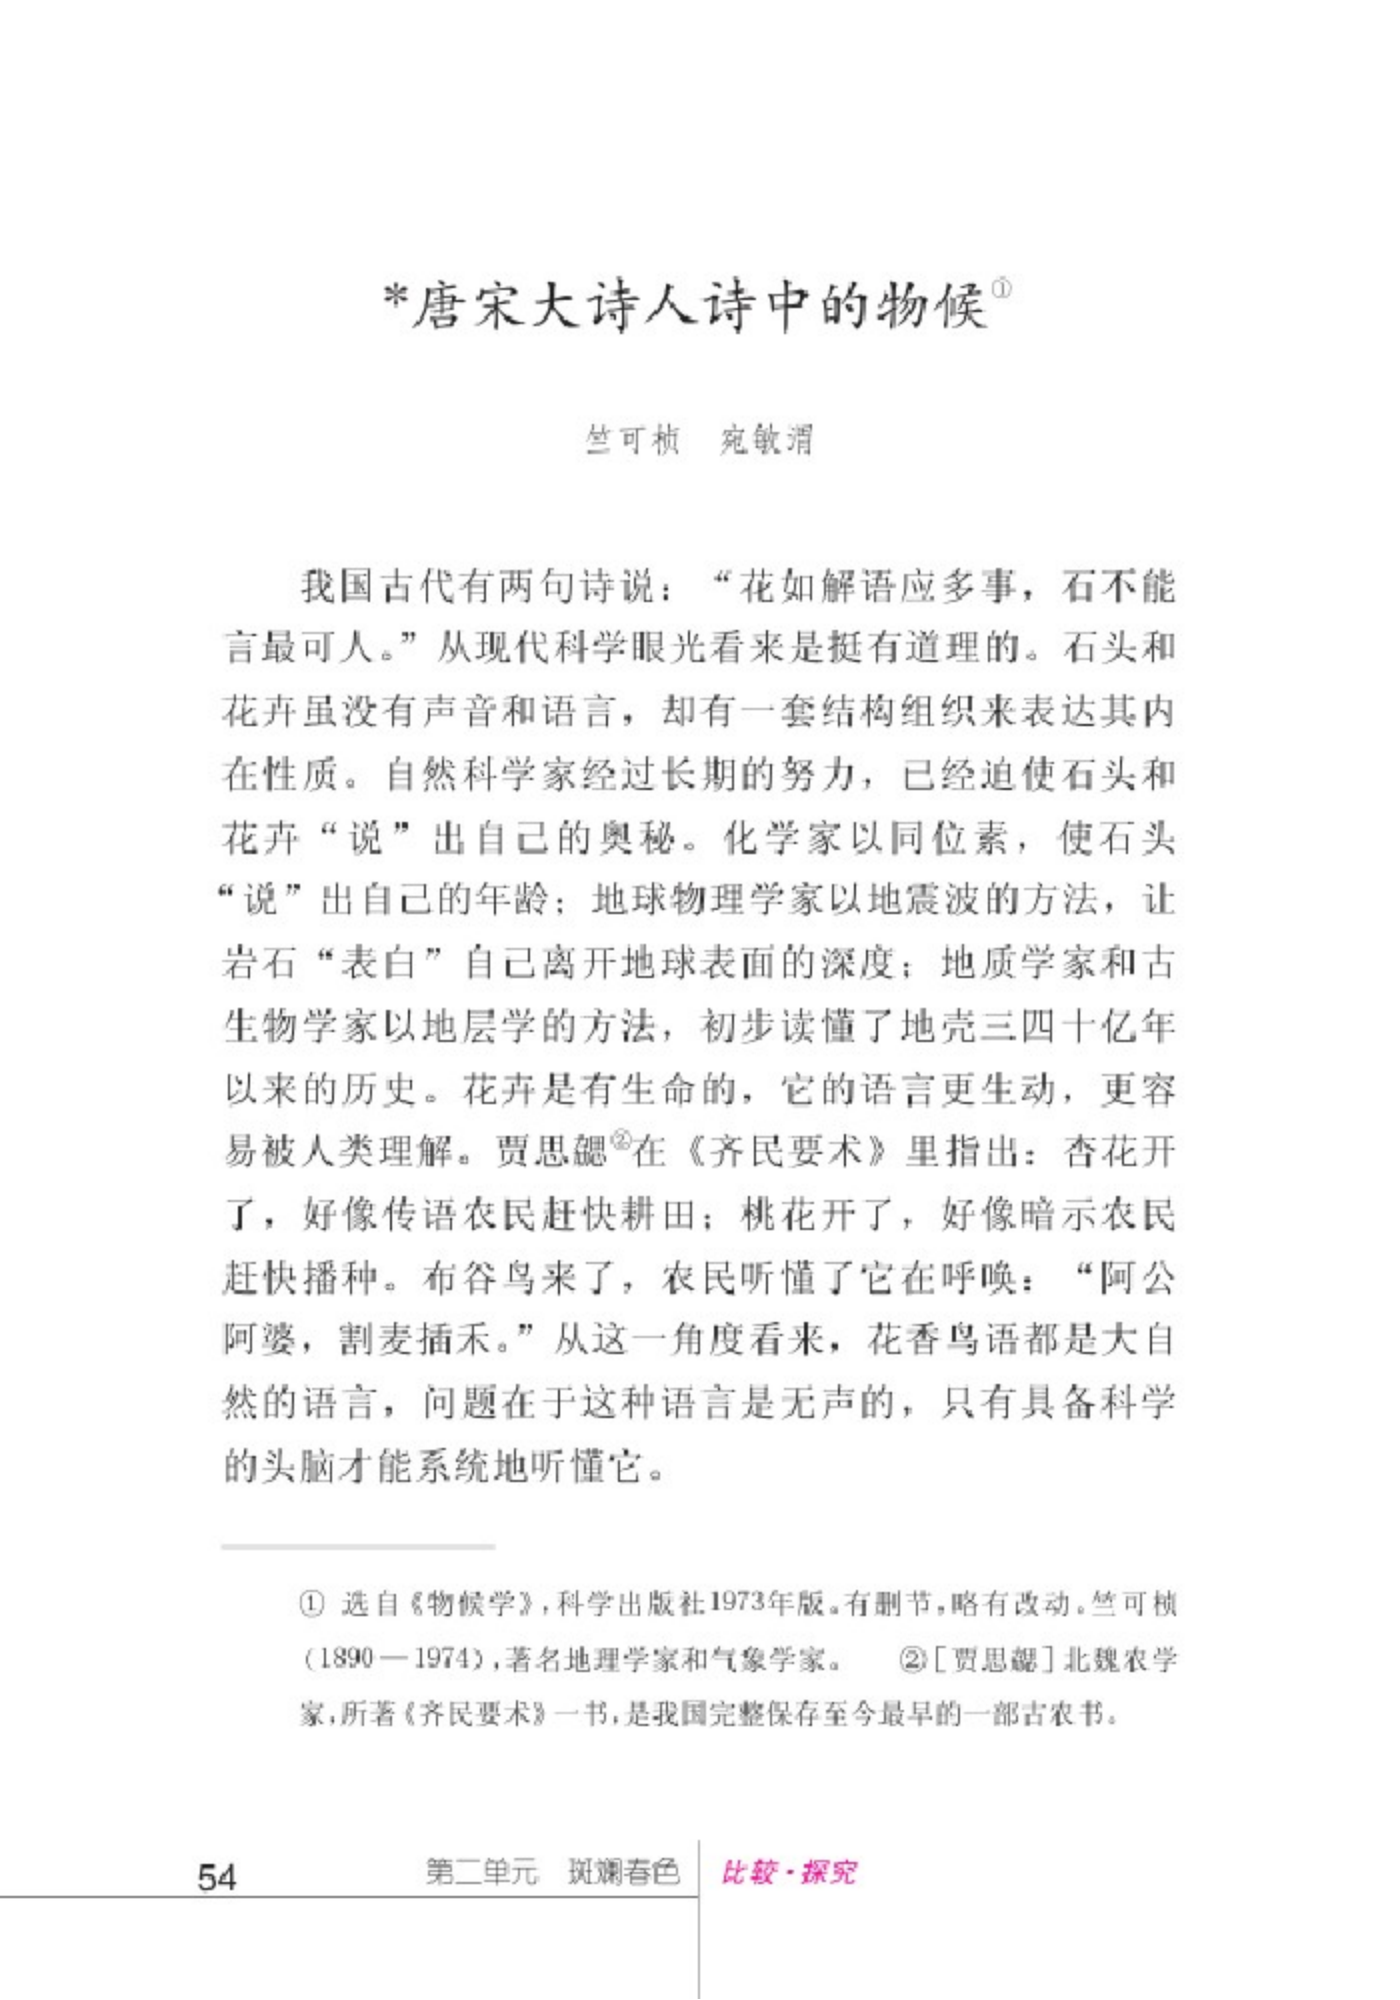 *唐宋大诗人诗中的物候①
竺可桢　宛敏渭
我国古代有两句诗说：“花如解语应多事，石不能
言最可人。”从现代科学眼光看来是挺有道理的。石头和
花卉虽没有声音和语言，却有一套结构组织来表达其内
在性质。自然科学家经过长期的努力，已经迫使石头和
花卉“说”出自己的奥秘。化学家以同位素，使石头
“说”出自己的年龄；地球物理学家以地震波的方法，让
岩石“表白”自己离开地球表面的深度；地质学家和古
生物学家以地层学的方法，初步读懂了地壳三四十亿年
以来的历史。花卉是有生命的，它的语言更生动，更容
易被人类理解。贾思勰②在《齐民要术》里指出：杏花开
了，好像传语农民赶快耕田；桃花开了，好像暗示农民
赶快播种。布谷鸟来了，农民听懂了它在呼唤：“阿公
阿婆，割麦插禾。”从这一角度看来，花香鸟语都是大自
然的语言，问题在于这种语言是无声的，只有具备科学
的头脑才能系统地听懂它。
① 选自《物候学》，科学出版社1973年版。有删节，略有改动。竺可桢
（1890—1974），著名地理学家和气象学家。　②［贾思勰］北魏农学
家，所著《齐民要术》一书，是我国完整保存至今最早的一部古农书。
54　第二单元　斑斓春色　比较·探究